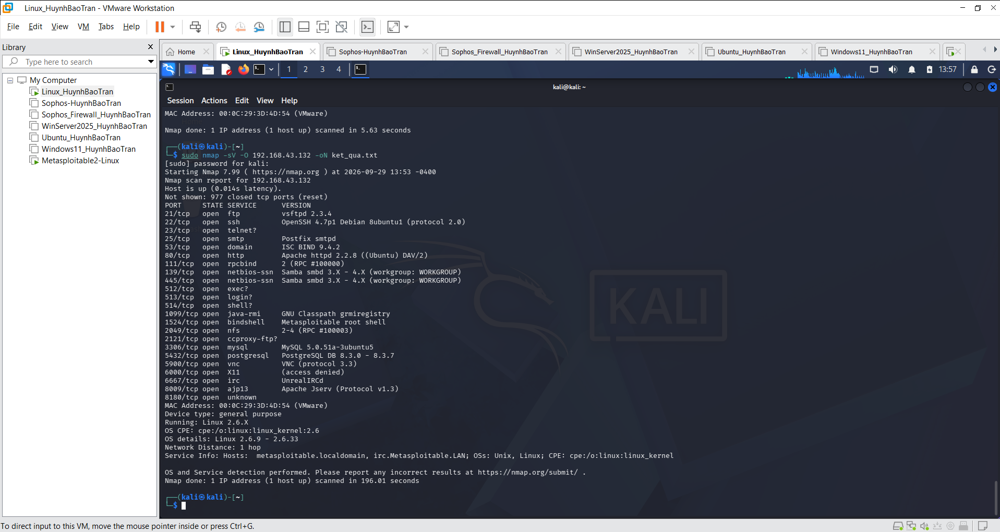 Linux_HuynhBaoTran - VMware Workstation
File Edit View VM Tabs Help
Library
Type here to search
My Computer
Linux_HuynhBaoTran
Sophos-HuynhBaoTran
Sophos_Firewall_HuynhBaoTran
WinServer2025_HuynhBaoTran
Ubuntu_HuynhBaoTran
Windows11_HuynhBaoTran
Metasploitable2-Linux
Home Linux_HuynhBaoTran Sophos-HuynhBaoTran Sophos_Firewall_HuynhBaoTran WinServer2025_HuynhBaoTran Ubuntu_HuynhBaoTran Windows11_HuynhBaoTran
1 2 3 4 13:57
kali@kali: ~
Session Actions Edit View Help
MAC Address: 00:0C:29:3D:4D:54 (VMware)
Nmap done: 1 IP address (1 host up) scanned in 5.63 seconds
┌──(kali㉿kali)-[~]
└─$ sudo nmap -sV -O 192.168.43.132 -oN ket_qua.txt
[sudo] password for kali:
Starting Nmap 7.99 ( https://nmap.org ) at 2026-09-29 13:53 -0400
Nmap scan report for 192.168.43.132
Host is up (0.014s latency).
Not shown: 977 closed tcp ports (reset)
PORT STATE SERVICE VERSION
21/tcp open ftp vsftpd 2.3.4
22/tcp open ssh OpenSSH 4.7p1 Debian 8ubuntu1 (protocol 2.0)
23/tcp open telnet?
25/tcp open smtp Postfix smtpd
53/tcp open domain ISC BIND 9.4.2
80/tcp open http Apache httpd 2.2.8 ((Ubuntu) DAV/2)
111/tcp open rpcbind 2 (RPC #100000)
139/tcp open netbios-ssn Samba smbd 3.X - 4.X (workgroup: WORKGROUP)
445/tcp open netbios-ssn Samba smbd 3.X - 4.X (workgroup: WORKGROUP)
512/tcp open exec?
513/tcp open login?
514/tcp open shell?
1099/tcp open java-rmi GNU Classpath grmiregistry
1524/tcp open bindshell Metasploitable root shell
2049/tcp open nfs 2-4 (RPC #100003)
2121/tcp open ccproxy-ftp?
3306/tcp open mysql MySQL 5.0.51a-3ubuntu5
5432/tcp open postgresql PostgreSQL DB 8.3.0 - 8.3.7
5900/tcp open vnc VNC (protocol 3.3)
6000/tcp open X11 (access denied)
6667/tcp open irc UnrealIRCd
8009/tcp open ajp13 Apache Jserv (Protocol v1.3)
8180/tcp open unknown
MAC Address: 00:0C:29:3D:4D:54 (VMware)
Device type: general purpose
Running: Linux 2.6.X
OS CPE: cpe:/o:linux:linux_kernel:2.6
OS details: Linux 2.6.9 - 2.6.33
Network Distance: 1 hop
Service Info: Hosts: metasploitable.localdomain, irc.Metasploitable.LAN; OSs: Unix, Linux; CPE: cpe:/o:linux:linux_kernel
OS and Service detection performed. Please report any incorrect results at https://nmap.org/submit/ .
Nmap done: 1 IP address (1 host up) scanned in 196.01 seconds
┌──(kali㉿kali)-[~]
└─$
KALI
To direct input to this VM, move the mouse pointer inside or press Ctrl+G.